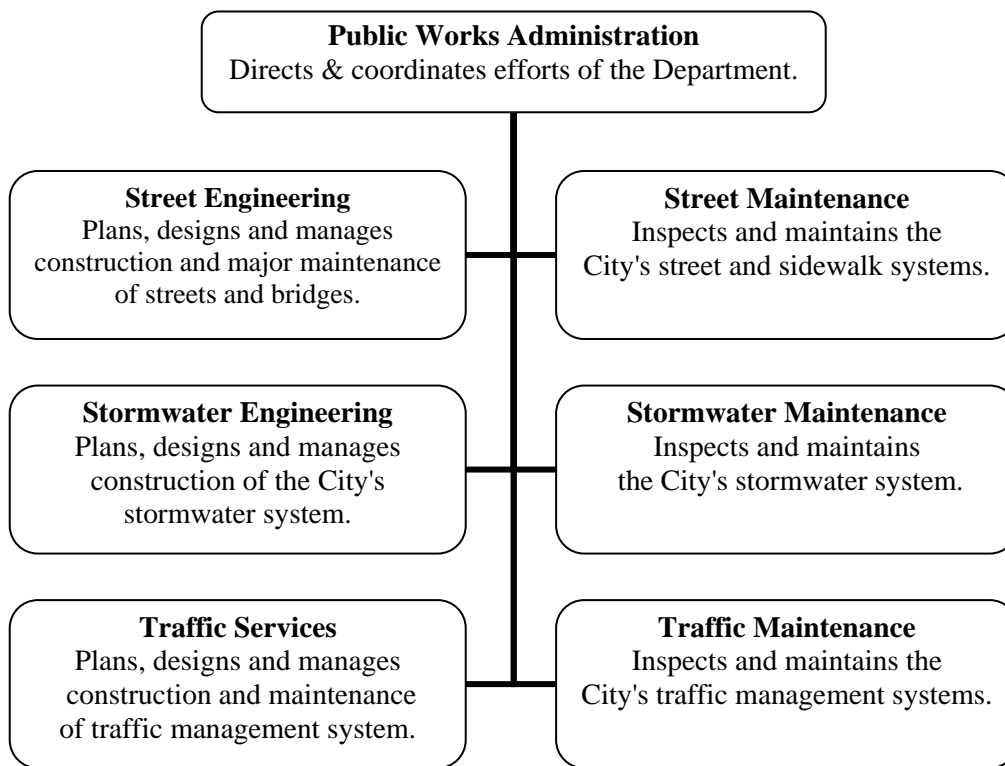 Public Works Administration
Directs & coordinates efforts of the Department.
Street Engineering
Plans, designs and manages
construction and major maintenance
of streets and bridges.
Street Maintenance
Inspects and maintains the
City's street and sidewalk systems.
Stormwater Engineering
Plans, designs and manages
construction of the City's
stormwater system.
Stormwater Maintenance
Inspects and maintains
the City's stormwater system.
Traffic Services
Plans, designs and manages
construction and maintenance
of traffic management system.
Traffic Maintenance
Inspects and maintains the
City's traffic management systems.